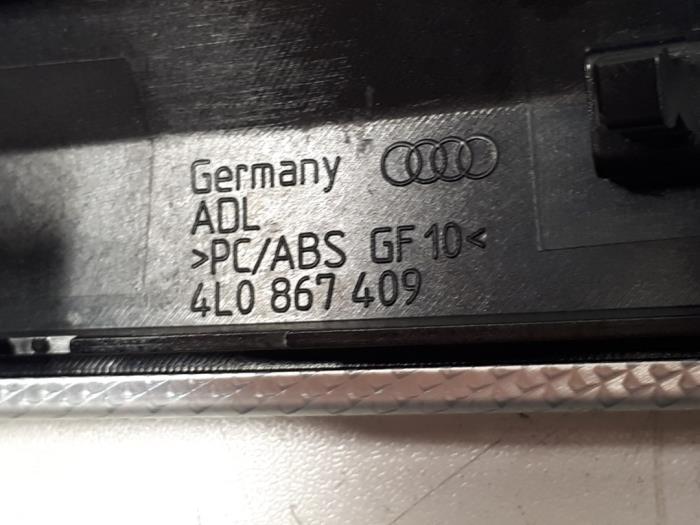 Germany
ADL
>PC/ABS GF10<
4L0 867 409